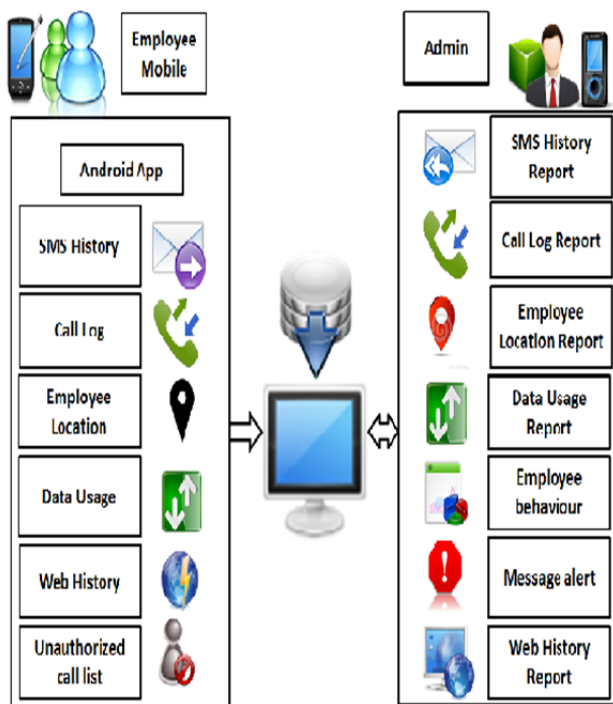 Employee
Mobile
Admin
Android App
SMS History
Call Log
Employee
Location
Data Usage
Web History
Unauthorized
call list
SMS History
Report
Call Log Report
Employee
Location Report
Data Usage
Report
Employee
behaviour
Message alert
Web History
Report